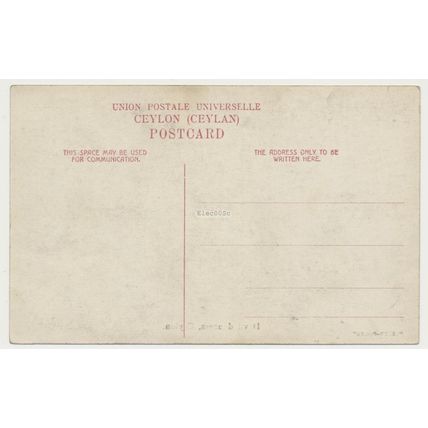 UNION POSTALE UNIVERSELLE
CEYLON (CEYLAN)
POSTCARD
THIS SPACE MAY BE USED
FOR COMMUNICATION.
THE ADDRESS ONLY TO BE
WRITTEN HERE.
Elec00Sc